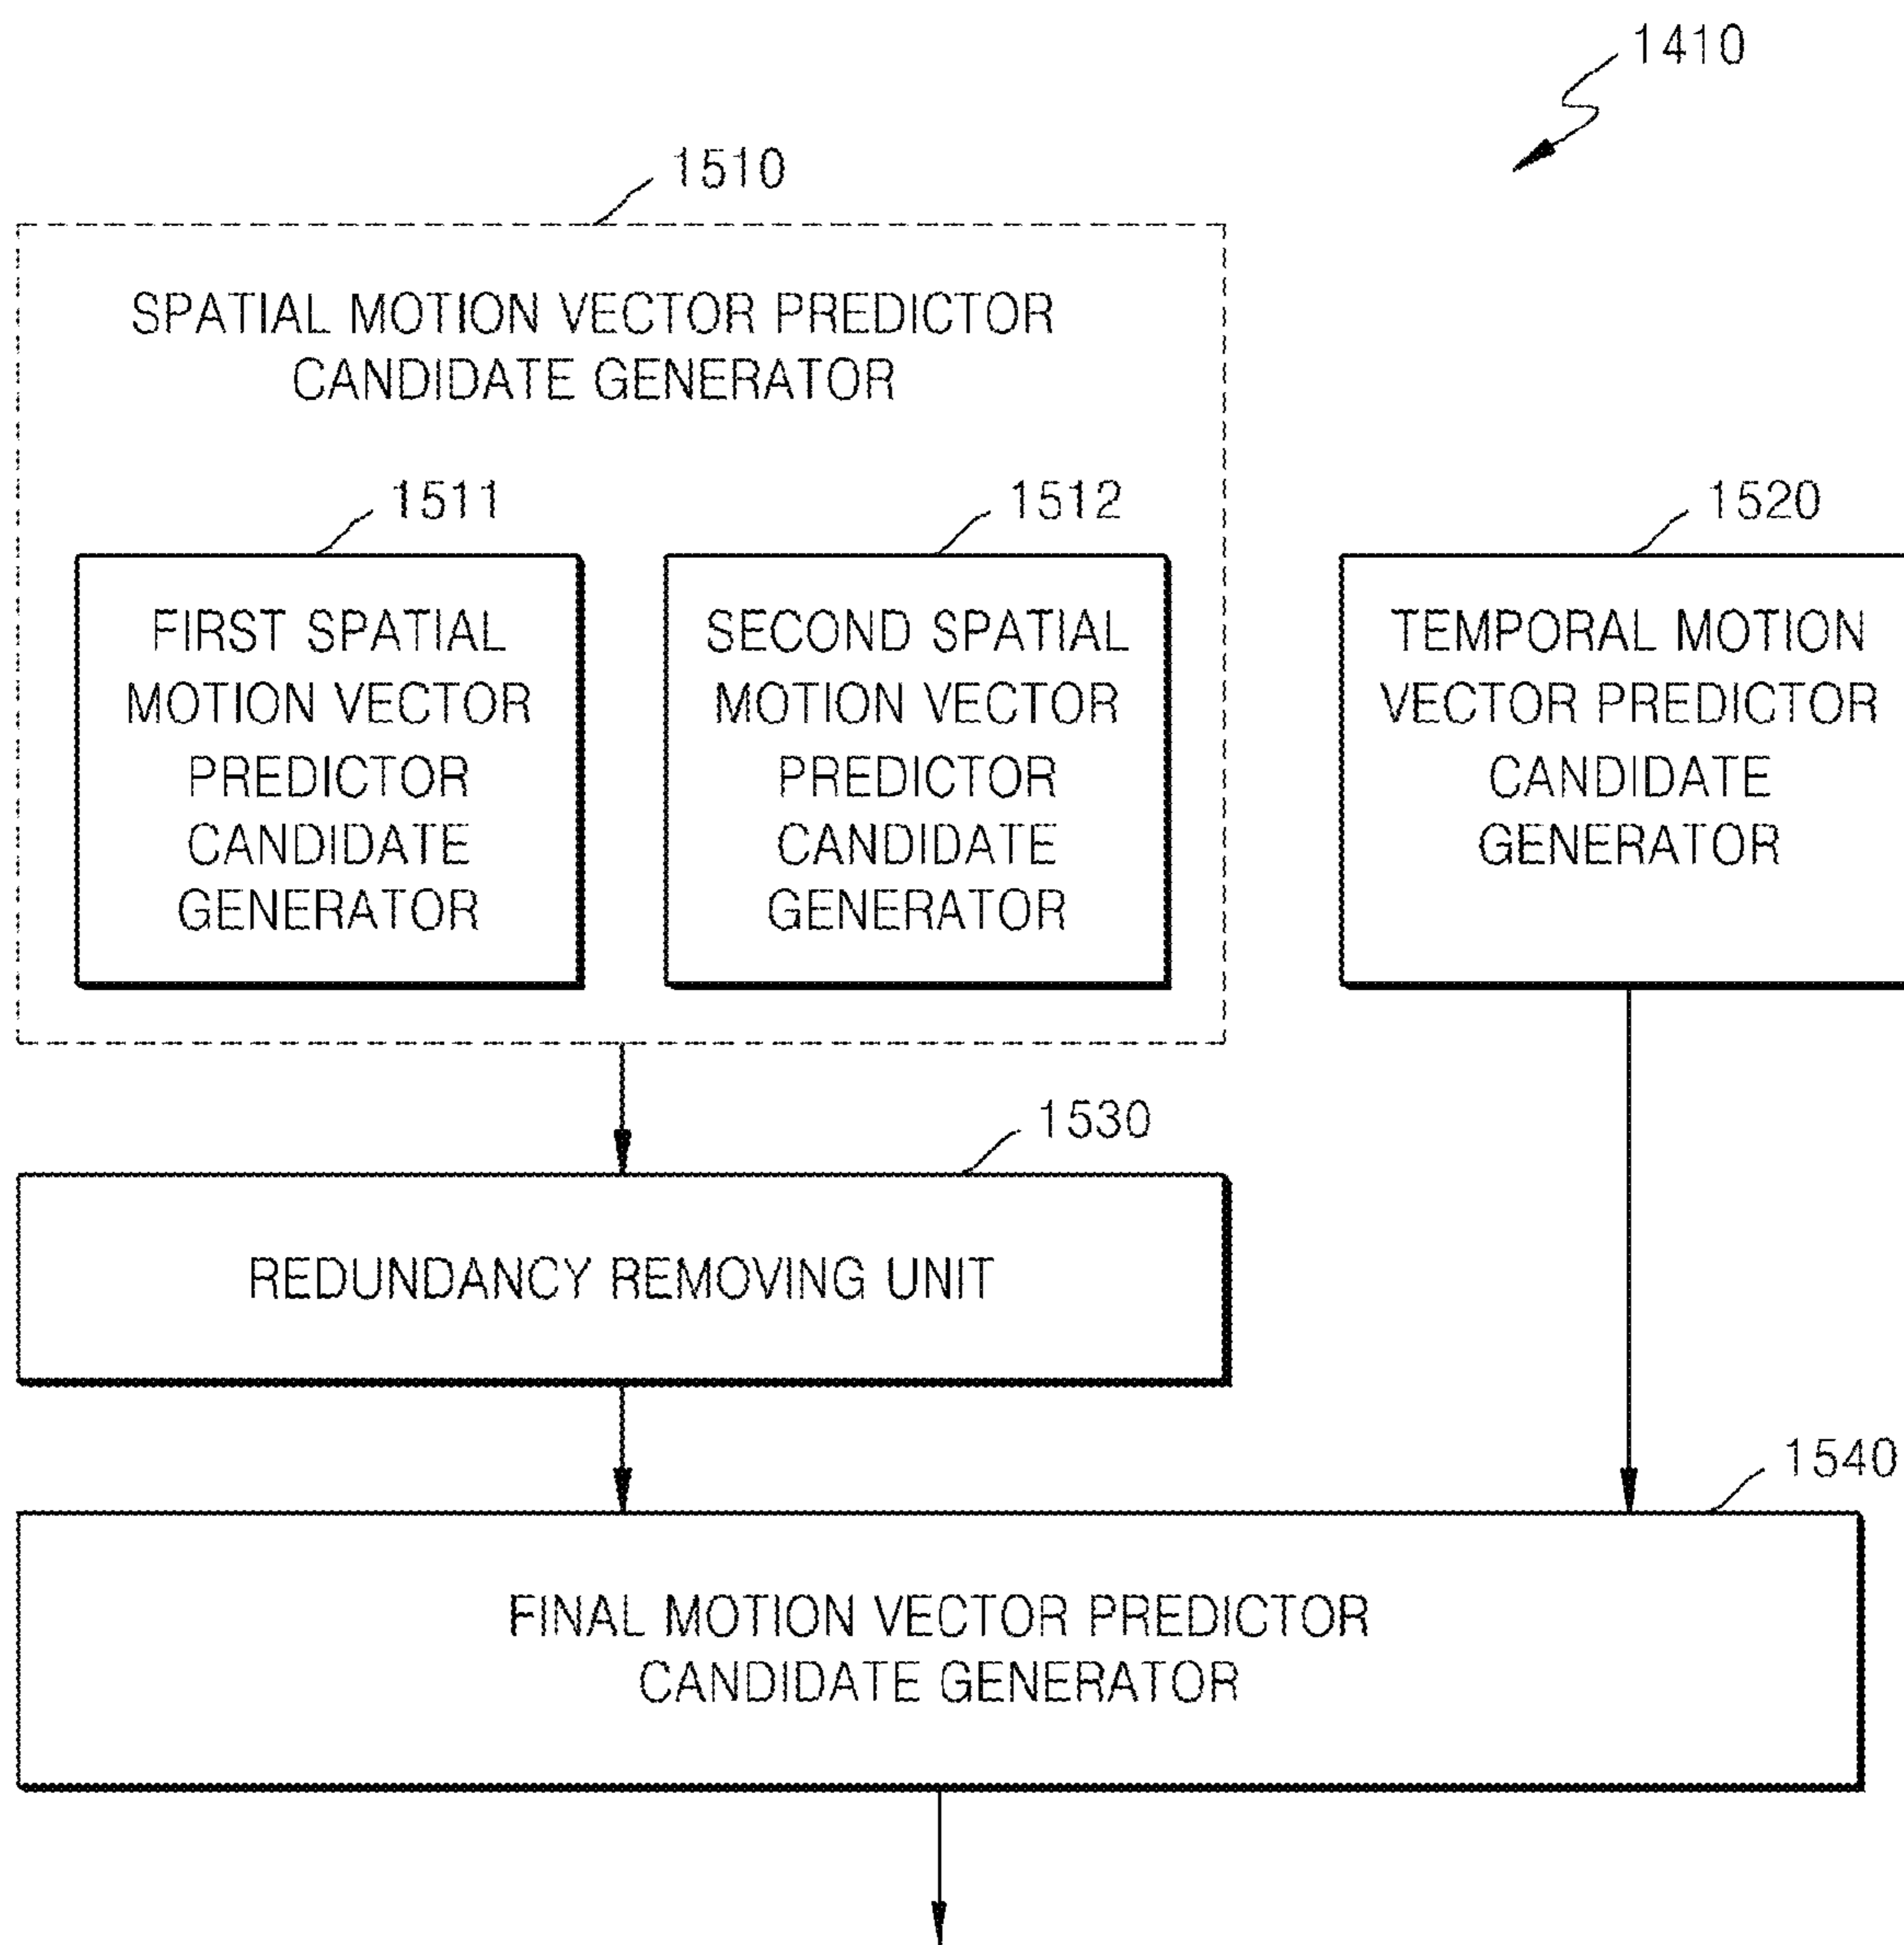 1410
1510
SPATIAL MOTION VECTOR PREDICTOR
CANDIDATE GENERATOR
1511
1512
1520
FIRST SPATIAL
MOTION VECTOR
PREDICTOR
CANDIDATE
GENERATOR
SECOND SPATIAL
MOTION VECTOR
PREDICTOR
CANDIDATE
GENERATOR
TEMPORAL MOTION
VECTOR PREDICTOR
CANDIDATE
GENERATOR
1530
REDUNDANCY REMOVING UNIT
1540
FINAL MOTION VECTOR PREDICTOR
CANDIDATE GENERATOR